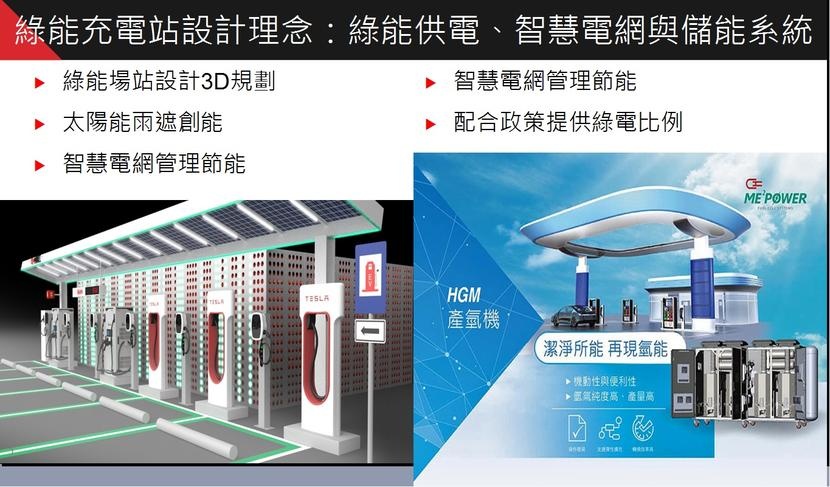 綠能充電站設計理念：綠能供電、智慧電網與儲能系統
綠能場站設計3D規劃
太陽能雨遮創能
智慧電網管理節能
智慧電網管理節能
配合政策提供綠電比例
TESLA
TESLA
TESLA
ME²POWER
FUEL CELL SYSTEMS
HGM
產氫機
潔淨所能 再現氫能
機動性與便利性
氫氣純度高、產量高